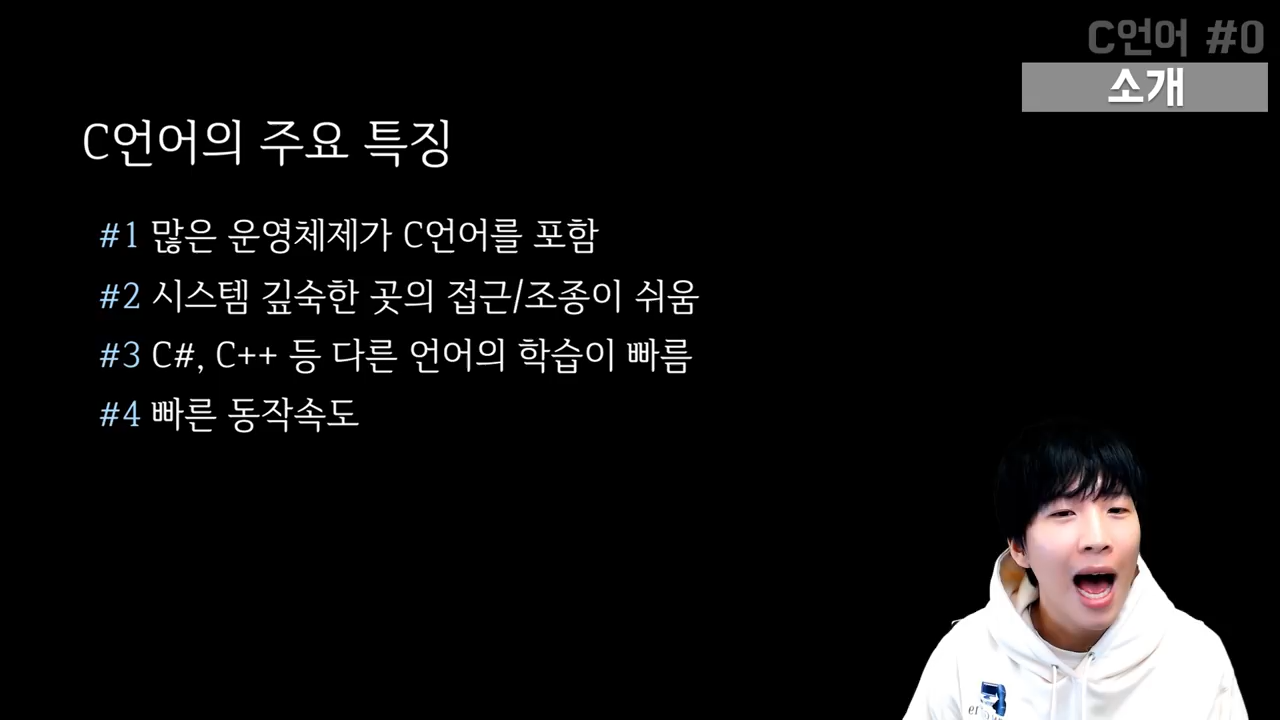 C언어 #0
소개
C언어의 주요 특징
#1 많은 운영체제가 C언어를 포함
#2 시스템 깊숙한 곳의 접근/조종이 쉬움
#3 C#, C++ 등 다른 언어의 학습이 빠름
#4 빠른 동작속도